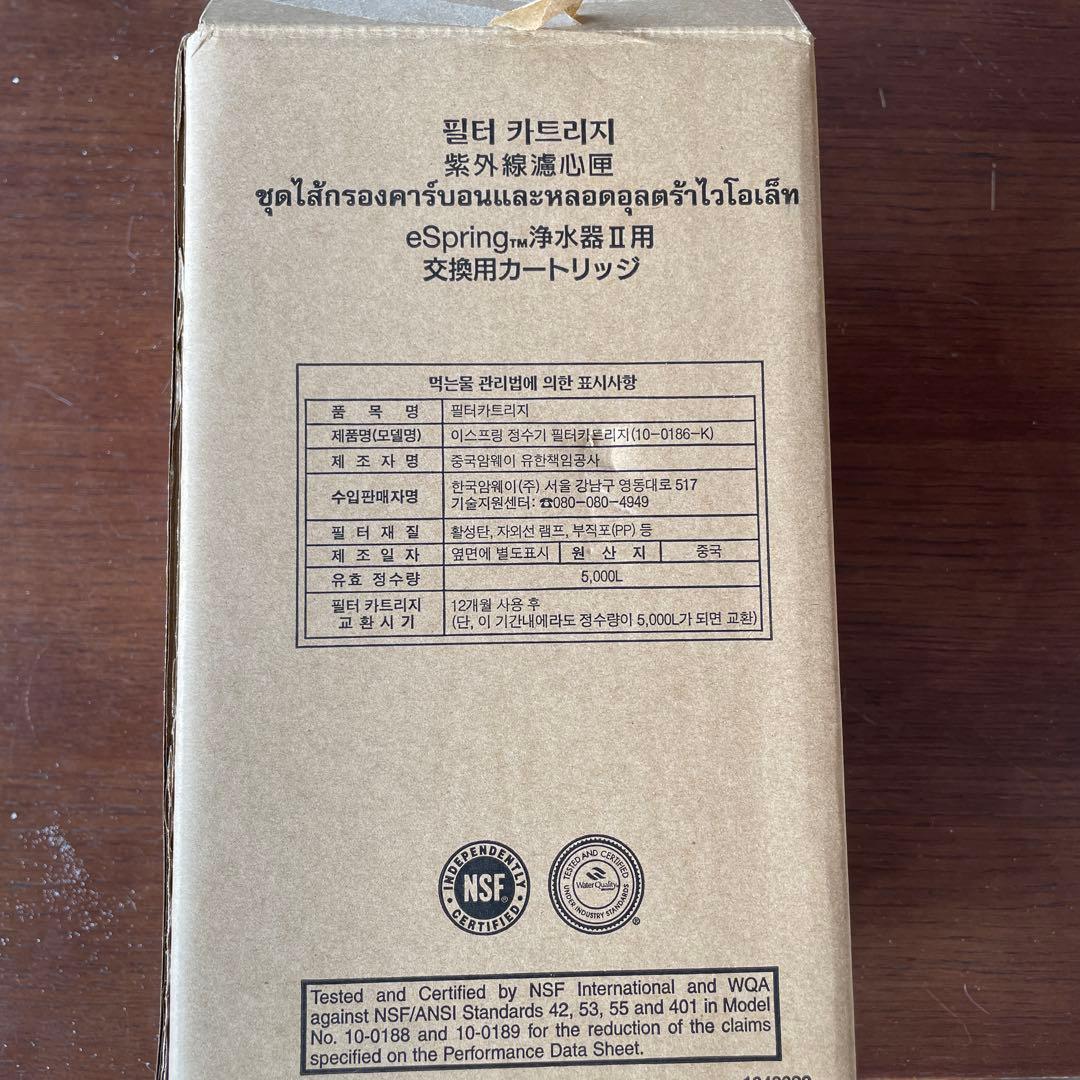 필터 카트리지
紫外線濾心匣
ชุดไส้กรองคาร์บอนและหลอดอุลตร้าไวโอเล็ท
eSpring™浄水器Ⅱ用
交換用カートリッジ
먹는물 관리법에 의한 표시사항
품 목 명 필터카트리지
제품명(모델명) 이스프링 정수기 필터카트리지(10-0186-K)
제 조 자 명 중국암웨이 유한책임공사
수입판매자명 한국암웨이(주) 서울 강남구 영동대로 517
기술지원센터: ☎080-080-4949
필 터 재 질 활성탄, 자외선 램프, 부직포(PP) 등
제 조 일 자 옆면에 별도표시 원 산 지 중국
유효 정수량 5,000L
필터 카트리지 12개월 사용 후
교 환 시 기 (단, 이 기간내에라도 정수량이 5,000L가 되면 교환)
INDEPENDENTLY
NSF®
CERTIFIED
TESTED AND CERTIFIED
Water Quality
UNDER INDUSTRY STANDARDS
®
Tested and Certified by NSF International and WQA
against NSF/ANSI Standards 42, 53, 55 and 401 in Model
No. 10-0188 and 10-0189 for the reduction of the claims
specified on the Performance Data Sheet.